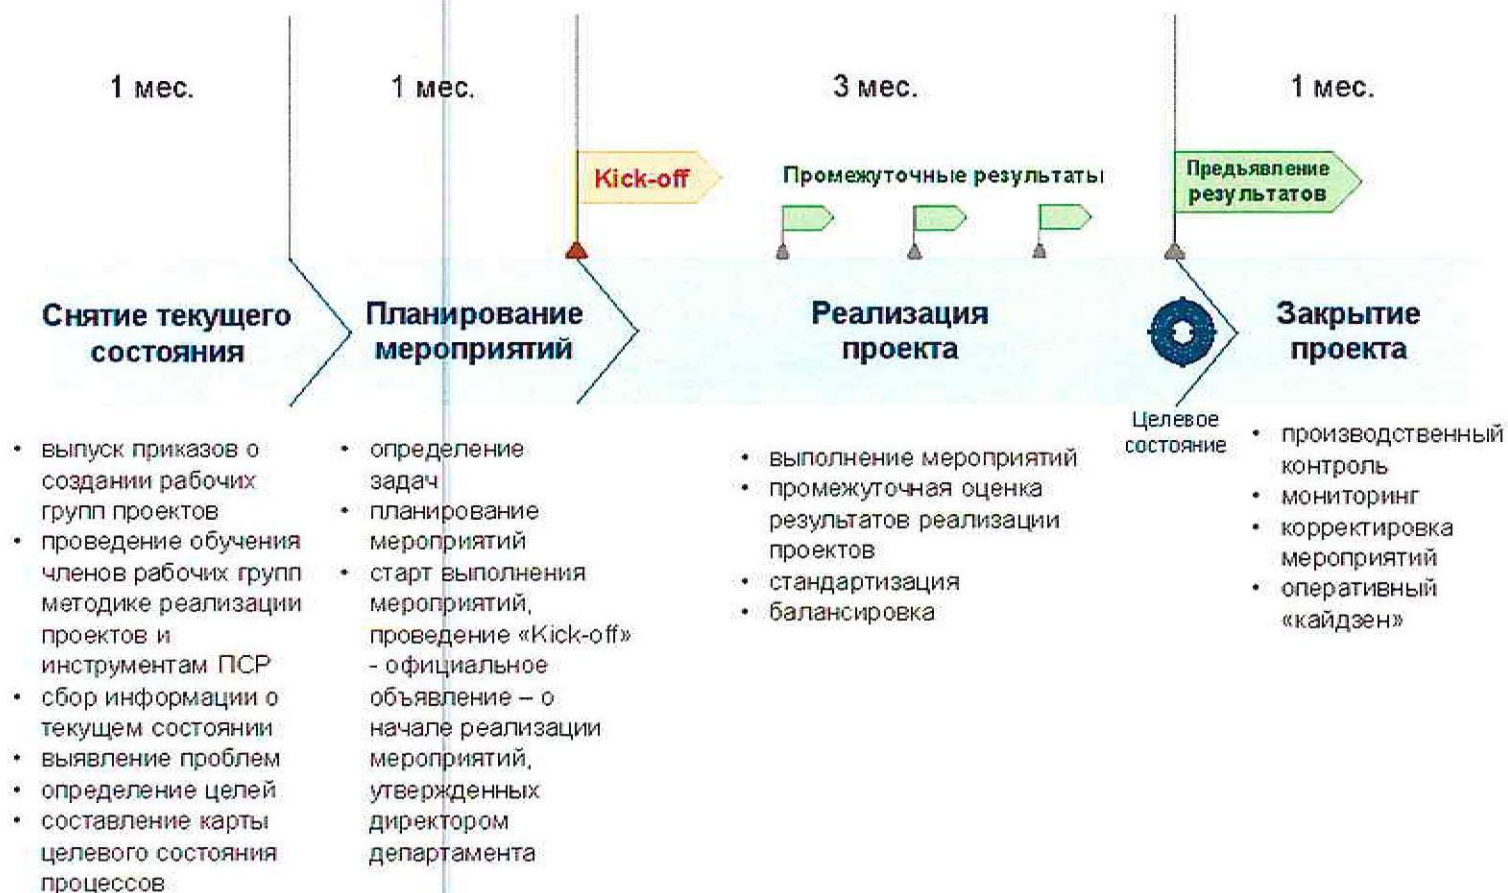 1 мес.
1 мес.
3 мес.
1 мес.
Kick-off
Промежуточные результаты
Предъявление
результатов
Снятие текущего
состояния
Планирование
мероприятий
Реализация
проекта
Закрытие
проекта
Целевое
состояние
• выпуск приказов о
создании рабочих
групп проектов
• проведение обучения
членов рабочих групп
методике реализации
проектов и
инструментам ПСР
• сбор информации о
текущем состоянии
• выявление проблем
• определение целей
• составление карты
целевого состояния
процессов
• определение
задач
• планирование
мероприятий
• старт выполнения
мероприятий,
проведение «Kick-off»
- официальное
объявление – о
начале реализации
мероприятий,
утвержденных
директором
департамента
• выполнение мероприятий
• промежуточная оценка
результатов реализации
проектов
• стандартизация
• балансировка
• производственный
контроль
• мониторинг
• корректировка
мероприятий
• оперативный
«кайдзен»